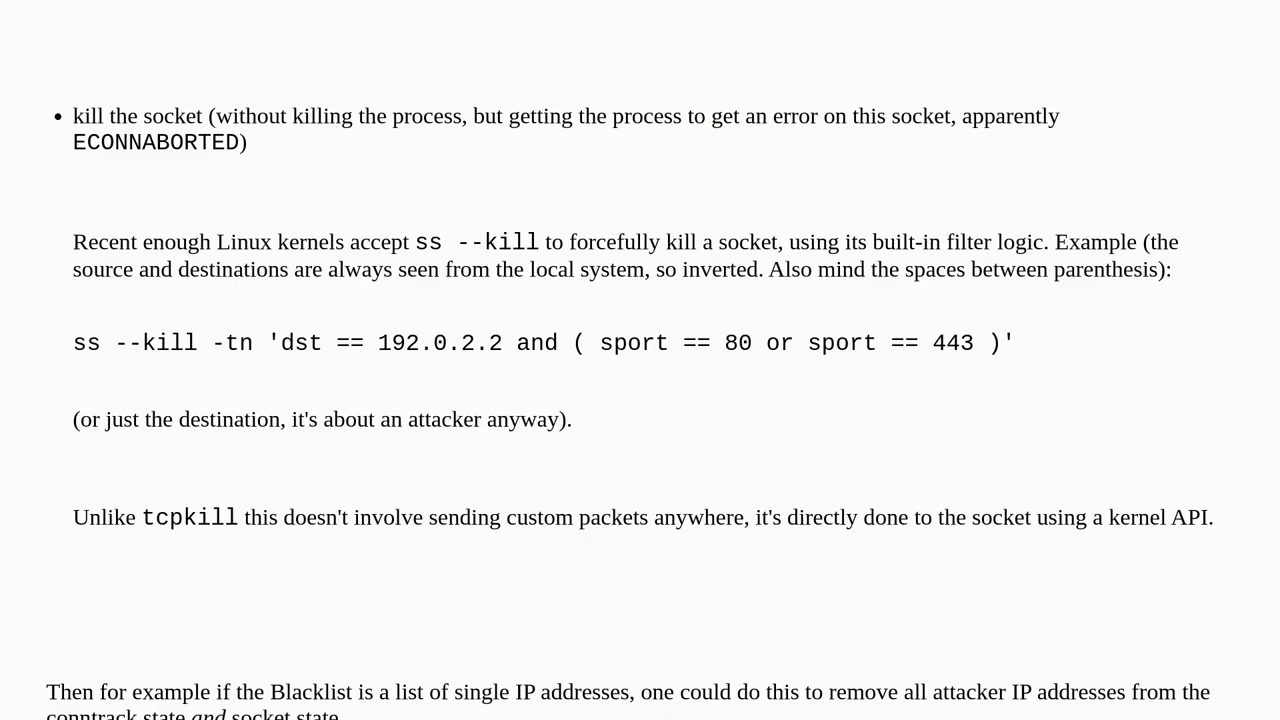 • kill the socket (without killing the process, but getting the process to get an error on this socket, apparently
ECONNABORTED)
Recent enough Linux kernels accept ss --kill to forcefully kill a socket, using its built-in filter logic. Example (the
source and destinations are always seen from the local system, so inverted. Also mind the spaces between parenthesis):
ss --kill -tn 'dst == 192.0.2.2 and ( sport == 80 or sport == 443 )'
(or just the destination, it's about an attacker anyway).
Unlike tcpkill this doesn't involve sending custom packets anywhere, it's directly done to the socket using a kernel API.
Then for example if the Blacklist is a list of single IP addresses, one could do this to remove all attacker IP addresses from the
conntrack state and socket state